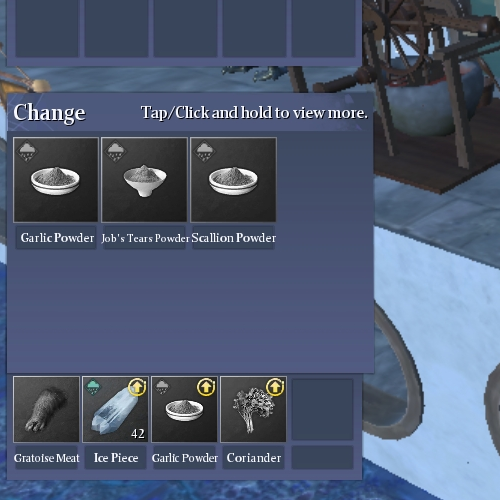 Change
Tap/Click and hold to view more.
Garlic Powder
Job's Tears Powder
Scallion Powder
42
Gratoise Meat
Ice Piece
Garlic Powder
Coriander